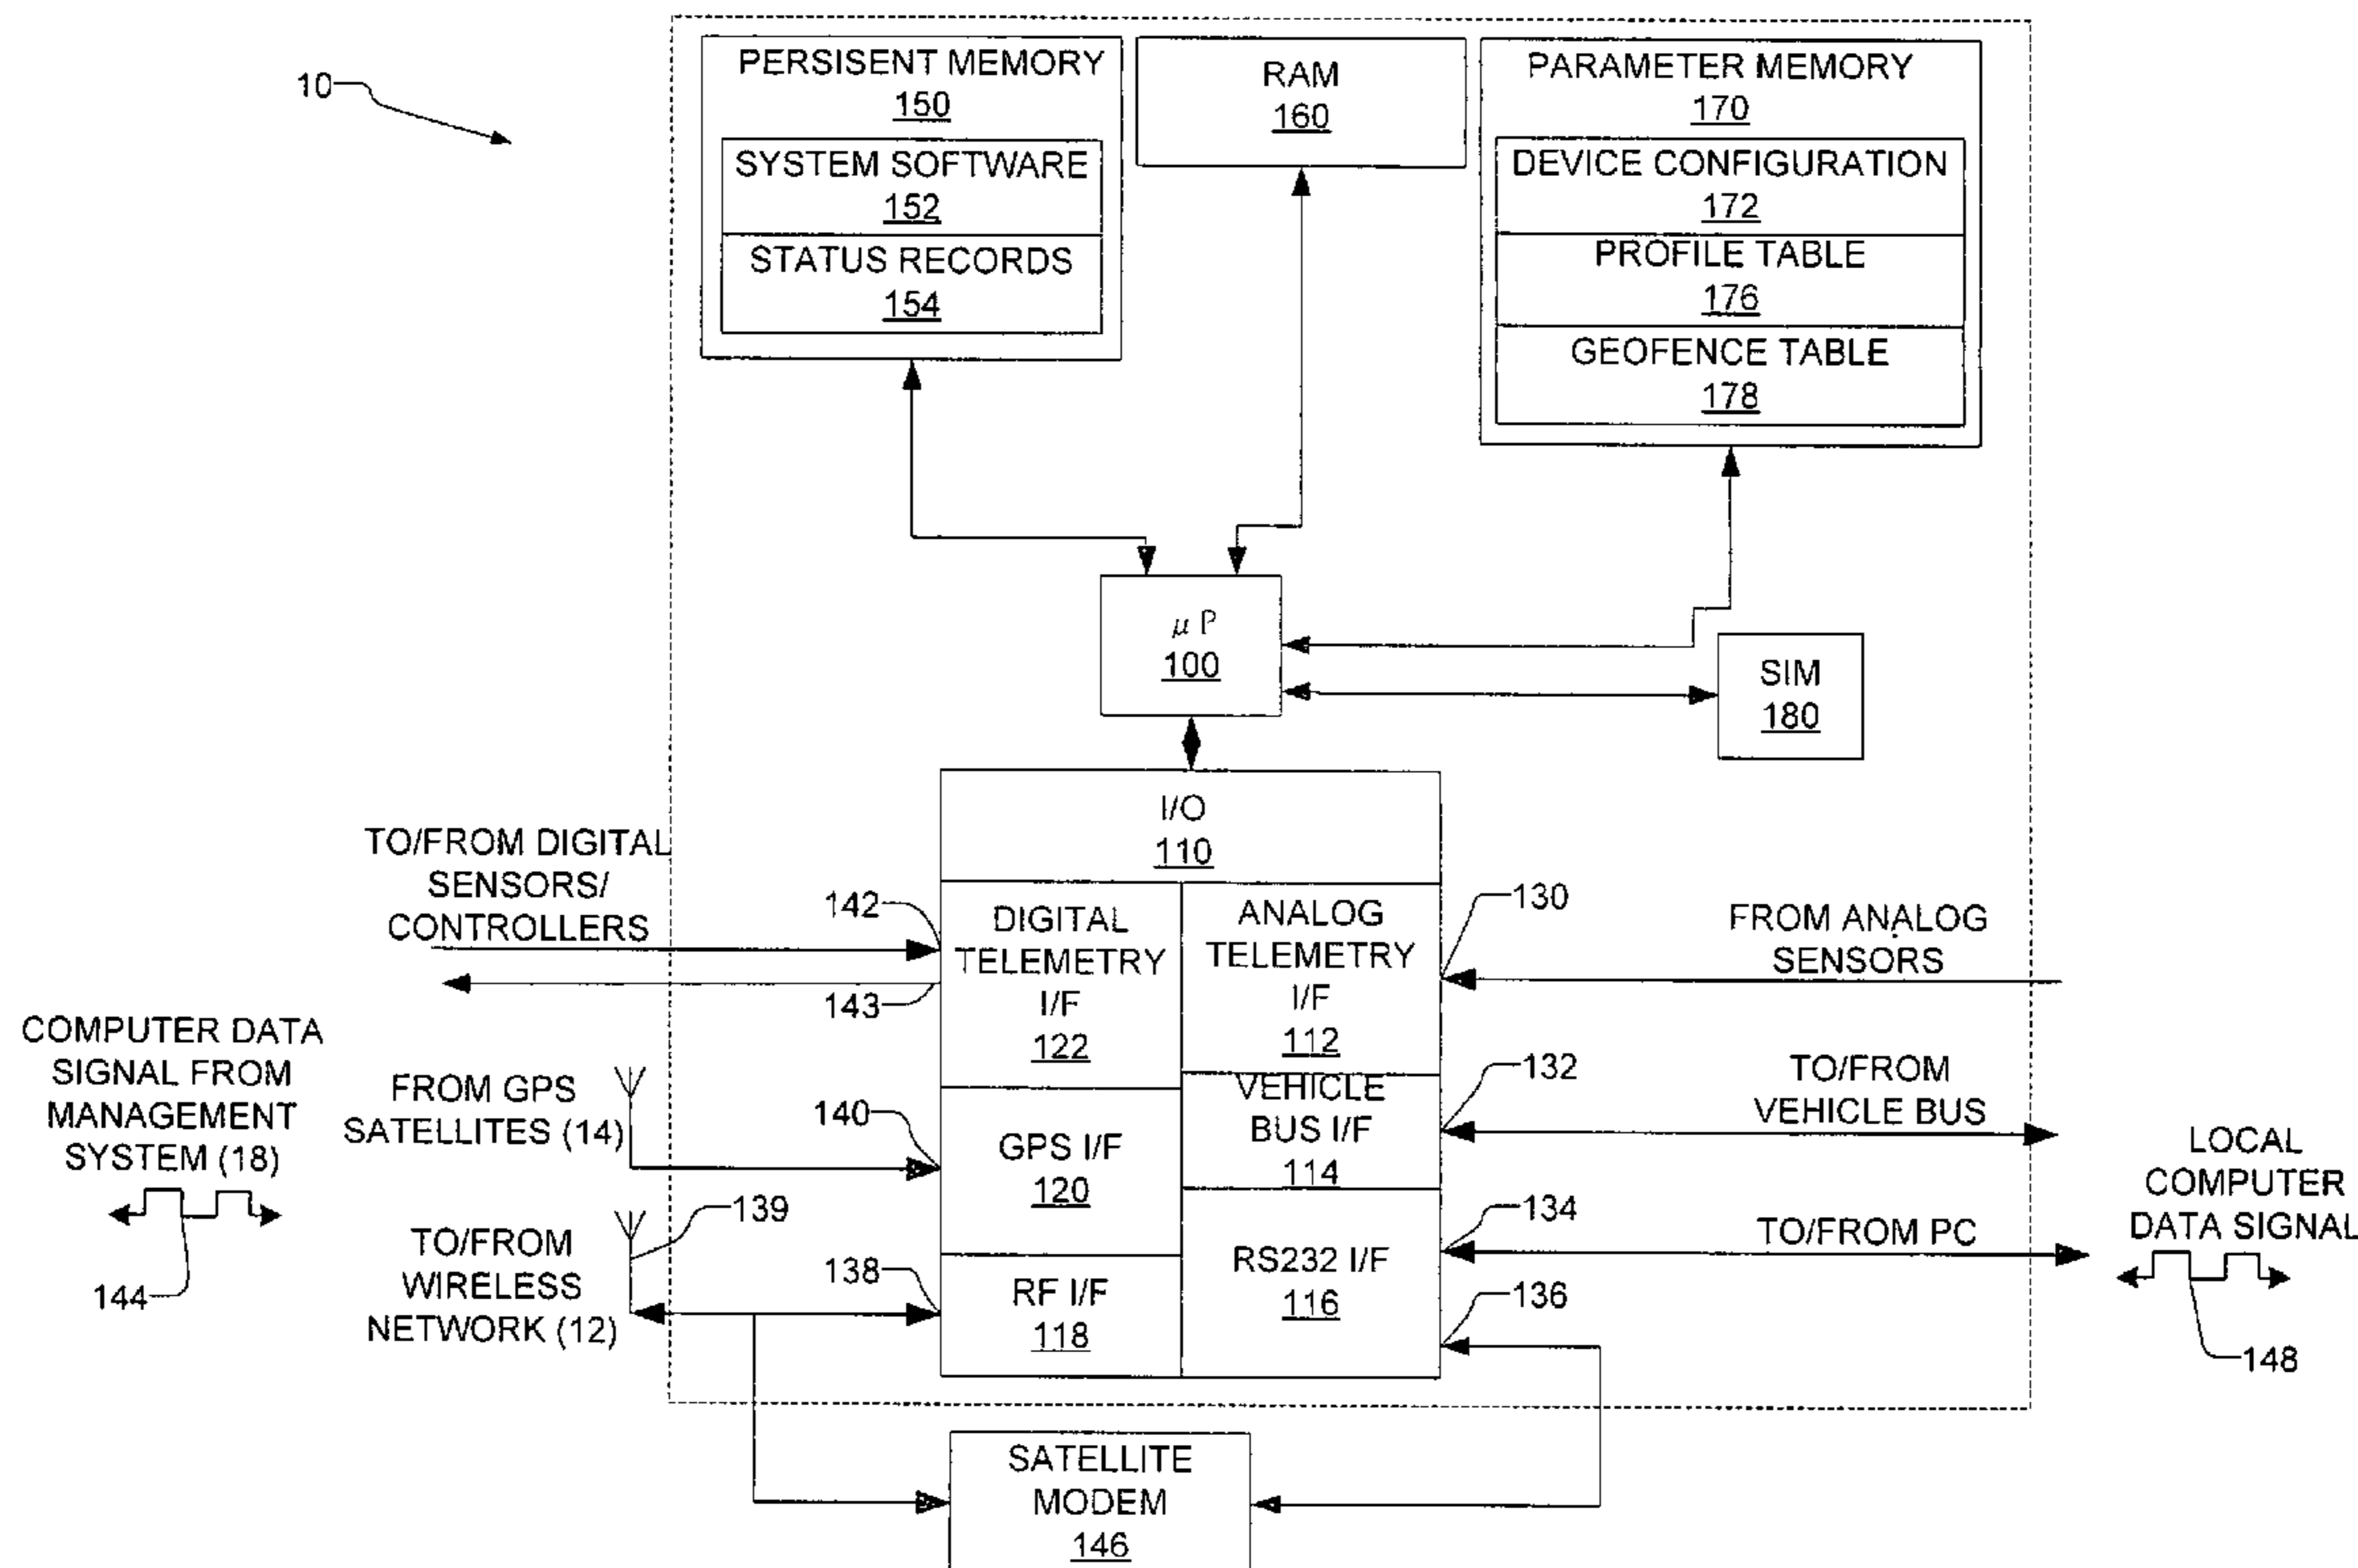 10
PERSISENT MEMORY
150
SYSTEM SOFTWARE
152
STATUS RECORDS
154
RAM
160
PARAMETER MEMORY
170
DEVICE CONFIGURATION
172
PROFILE TABLE
176
GEOFENCE TABLE
178
μP
100
SIM
180
I/O
110
TO/FROM DIGITAL
SENSORS/
CONTROLLERS
142
143
DIGITAL
TELEMETRY
I/F
122
ANALOG
TELEMETRY
I/F
112
130
FROM ANALOG
SENSORS
COMPUTER DATA
SIGNAL FROM
MANAGEMENT
SYSTEM (18)
144
FROM GPS
SATELLITES (14)
140
GPS I/F
120
VEHICLE
BUS I/F
114
132
TO/FROM
VEHICLE BUS
TO/FROM
WIRELESS
NETWORK (12)
139
138
RF I/F
118
RS232 I/F
116
134
TO/FROM PC
136
LOCAL
COMPUTER
DATA SIGNAL
148
SATELLITE
MODEM
146